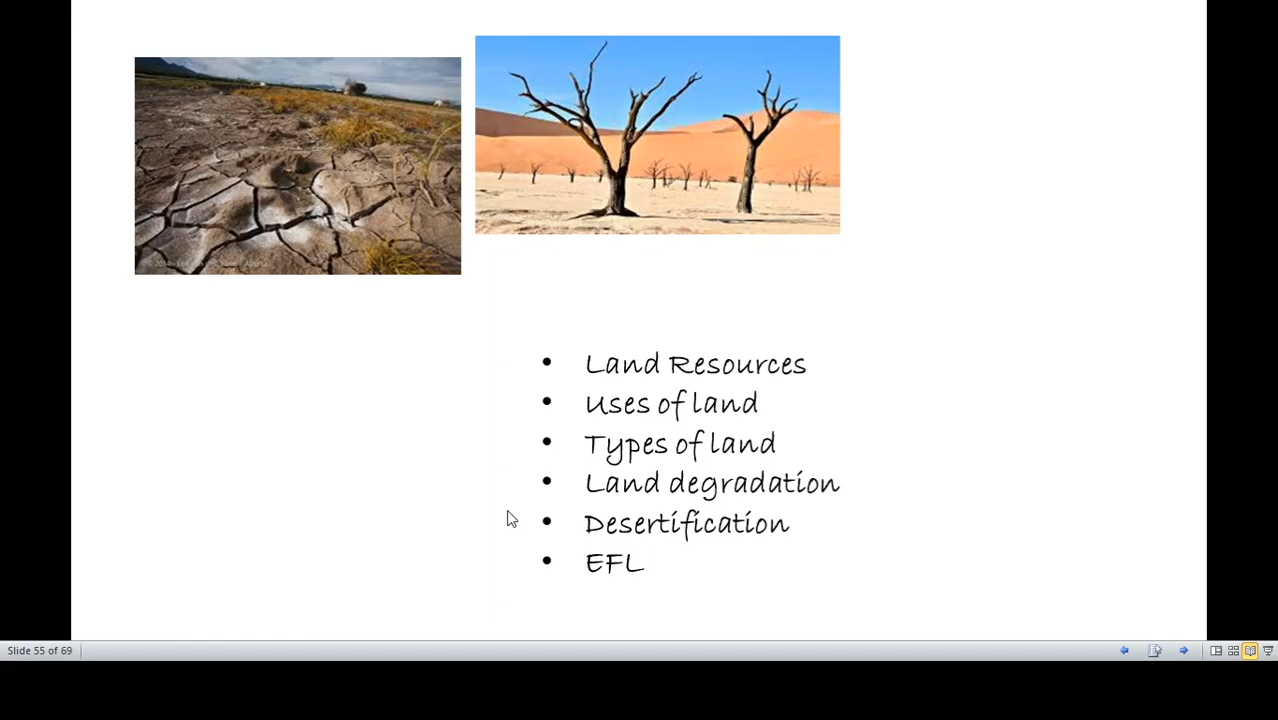 • Land Resources
• Uses of land
• Types of land
• Land degradation
• Desertification
• EFL
Slide 55 of 69